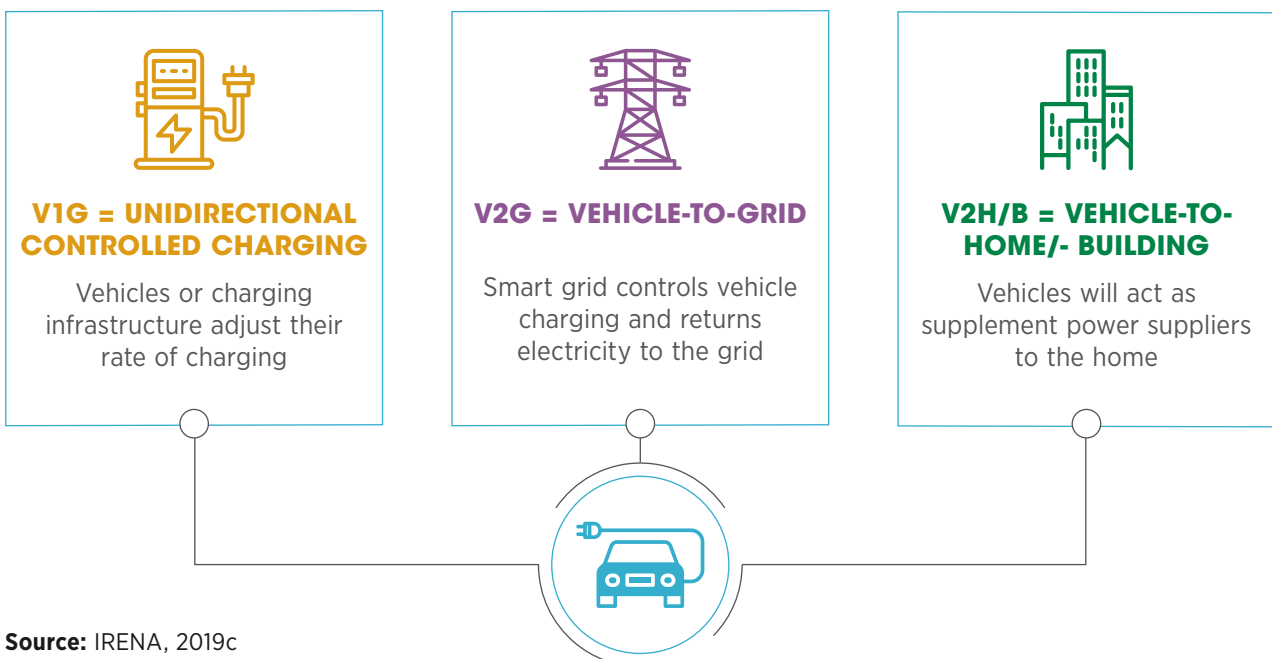 V1G = UNIDIRECTIONAL
CONTROLLED CHARGING
Vehicles or charging
infrastructure adjust their
rate of charging
V2G = VEHICLE-TO-GRID
Smart grid controls vehicle
charging and returns
electricity to the grid
V2H/B = VEHICLE-TO-
HOME/- BUILDING
Vehicles will act as
supplement power suppliers
to the home
Source: IRENA, 2019c